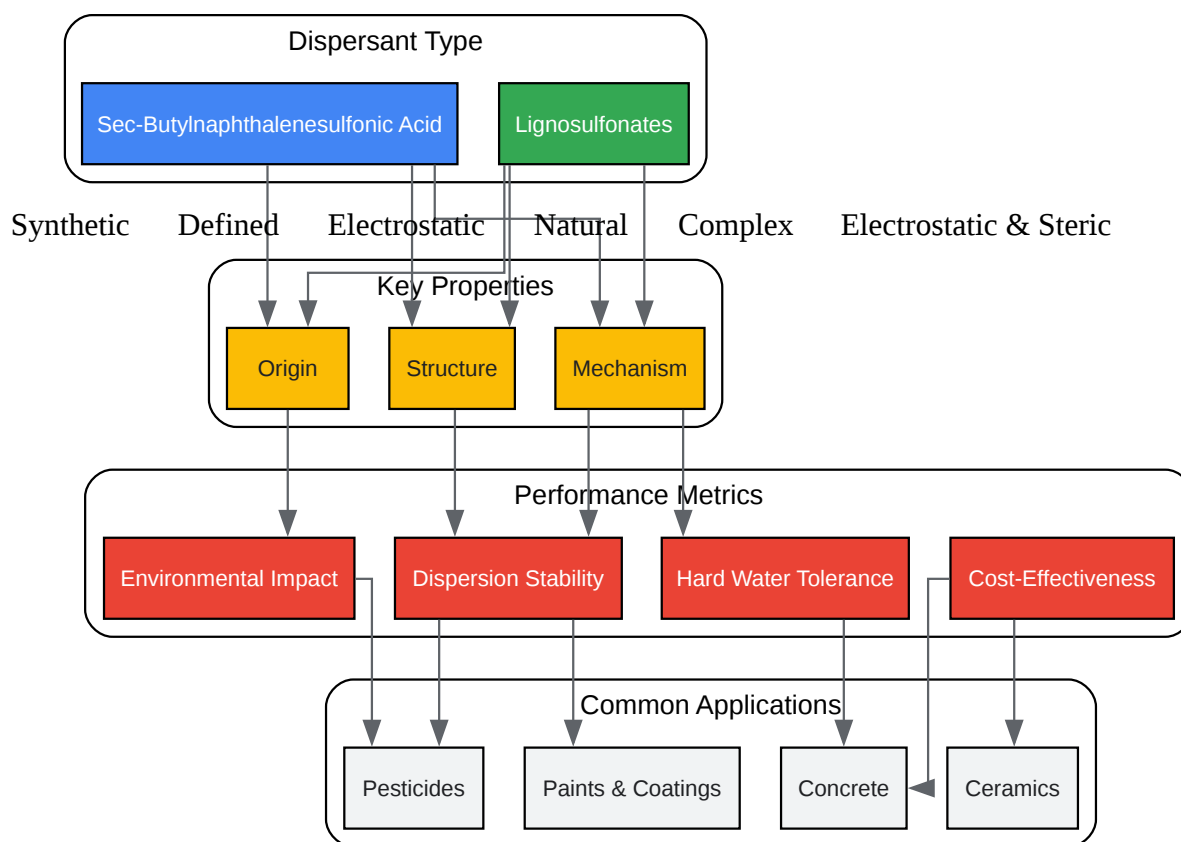 Dispersant Type
Sec-Butylnaphthalenesulfonic Acid
Lignosulfonates
Synthetic
Defined
Electrostatic
Natural
Complex
Electrostatic & Steric
Key Properties
Origin
Structure
Mechanism
Performance Metrics
Environmental Impact
Dispersion Stability
Hard Water Tolerance
Cost-Effectiveness
Common Applications
Pesticides
Paints & Coatings
Concrete
Ceramics